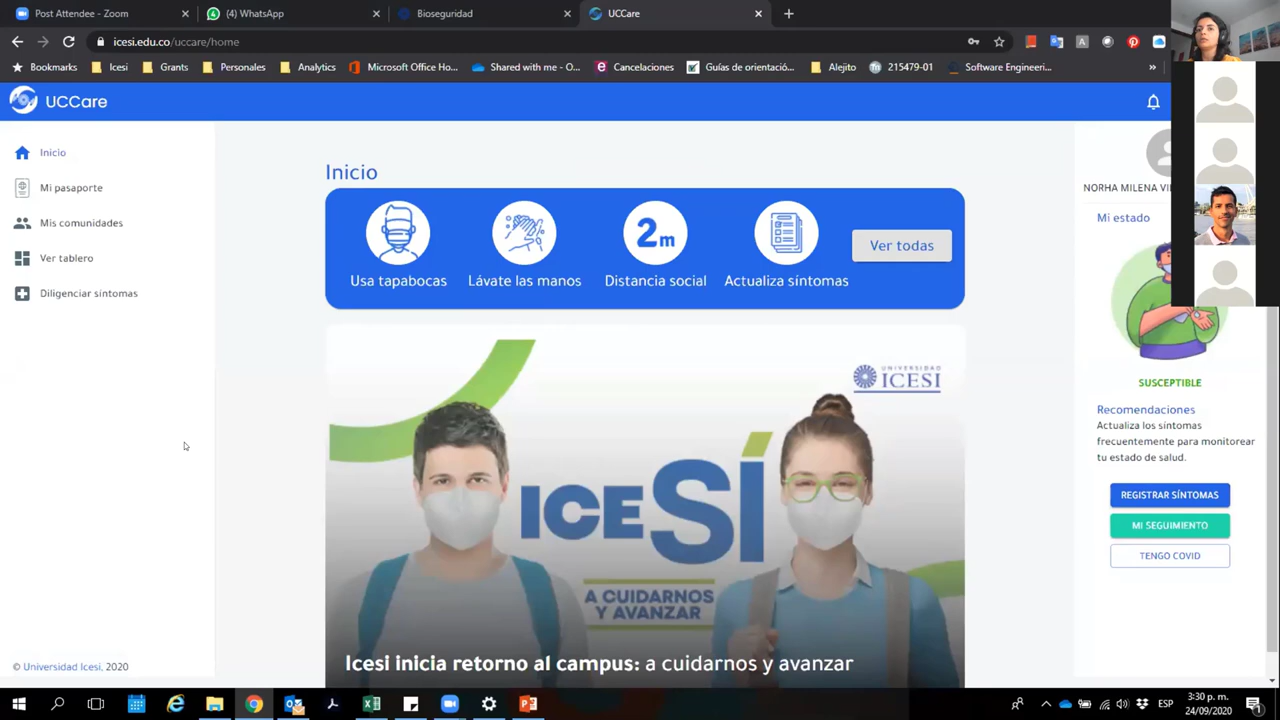 Post Attendee - Zoom
(4) WhatsApp
Bioseguridad
UCCare
icesi.edu.co/uccare/home
Bookmarks
Icesi
Grants
Personales
Analytics
Microsoft Office Ho...
Shared with me - O...
Cancelaciones
Guías de orientació...
Alejito
215479-01
Software Engineeri...
»
UCCare
Inicio
Mi pasaporte
Mis comunidades
Ver tablero
Diligenciar sintomas
© Universidad Icesi, 2020
Inicio
2m
Usa tapabocas
Lávate las manos
Distancia social
Actualiza síntomas
Ver todas
UNIVERSIDAD
ICESI
ICESÍ
A CUIDARNOS
Y AVANZAR
Icesi inicia retorno al campus: a cuidarnos y avanzar
NORHA MILENA VI
Mi estado
SUSCEPTIBLE
Recomendaciones
Actualiza los síntomas
frecuentemente para monitorear
tu estado de salud.
REGISTRAR SÍNTOMAS
MI SEGUIMIENTO
TENGO COVID
ESP
3:30 p. m.
24/09/2020